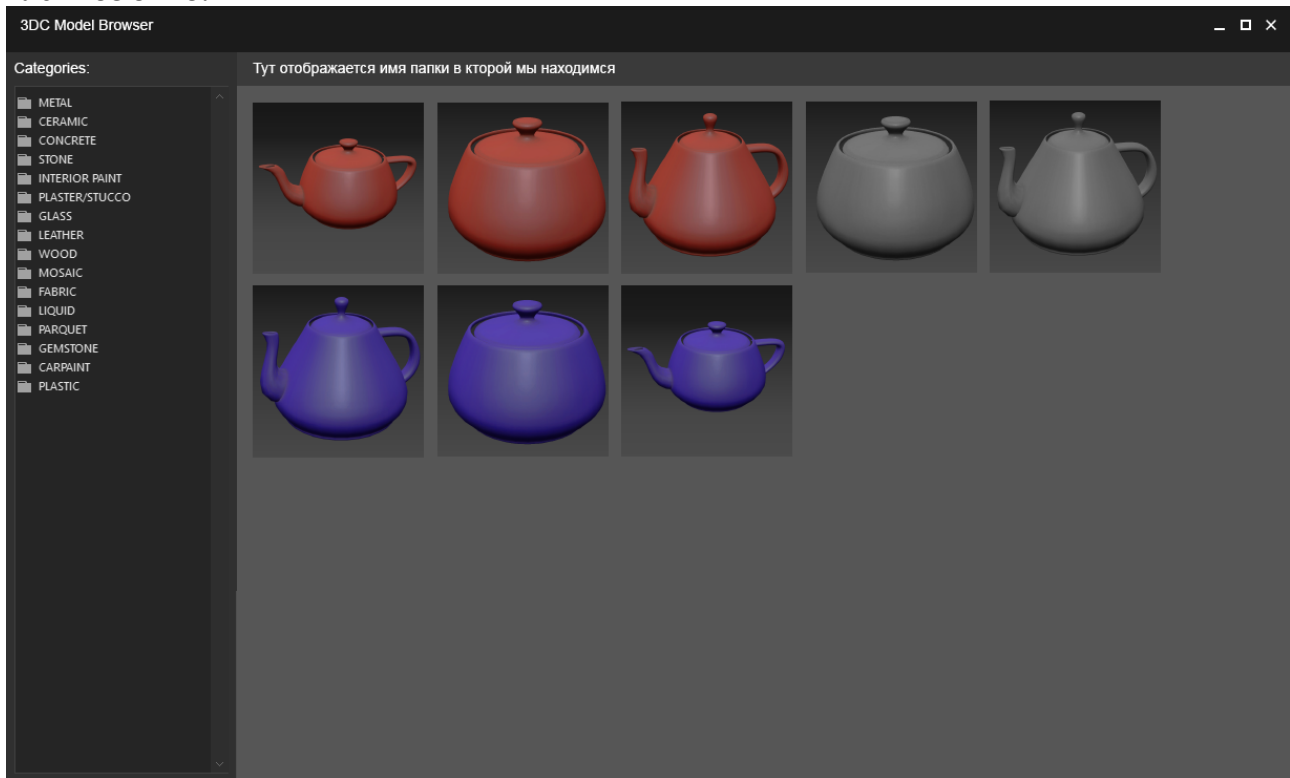 3DC Model Browser
Categories:
Тут отображается имя папки в кторой мы находимся
METAL
CERAMIC
CONCRETE
STONE
INTERIOR PAINT
PLASTER/STUCCO
GLASS
LEATHER
WOOD
MOSAIC
FABRIC
LIQUID
PARQUET
GEMSTONE
CARPAINT
PLASTIC